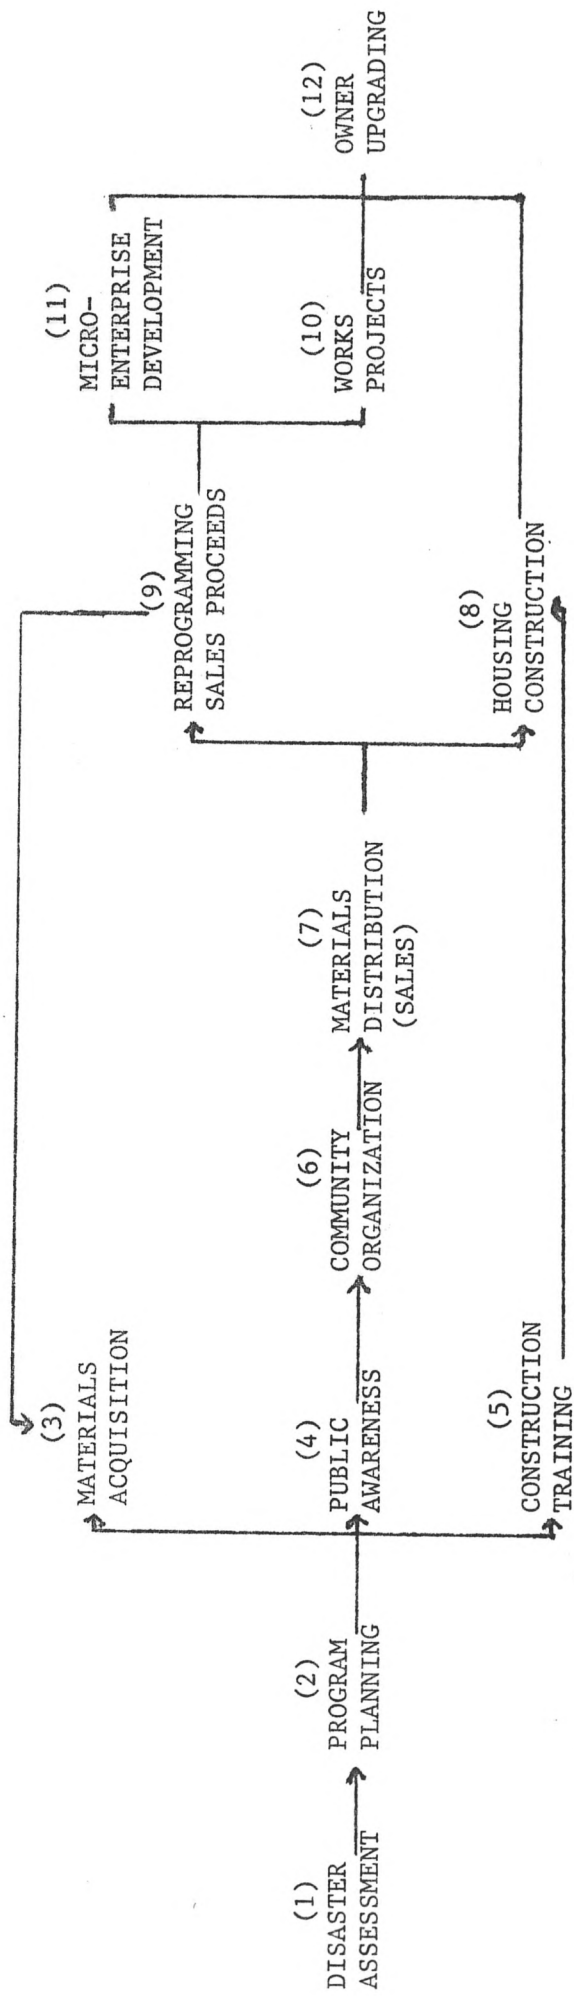 (1)
DISASTER
ASSESSMENT
(2)
PROGRAM
PLANNING
(3)
MATERIALS
ACQUISITION
(4)
PUBLIC
AWARENESS
(5)
CONSTRUCTION
TRAINING
(6)
COMMUNITY
ORGANIZATION
(7)
MATERIALS
DISTRIBUTION
(SALES)
(8)
HOUSING
CONSTRUCTION
(9)
REPROGRAMMING
SALES PROCEEDS
(10)
WORKS
PROJECTS
(11)
MICRO-
ENTERPRISE
DEVELOPMENT
(12)
OWNER
UPGRADING